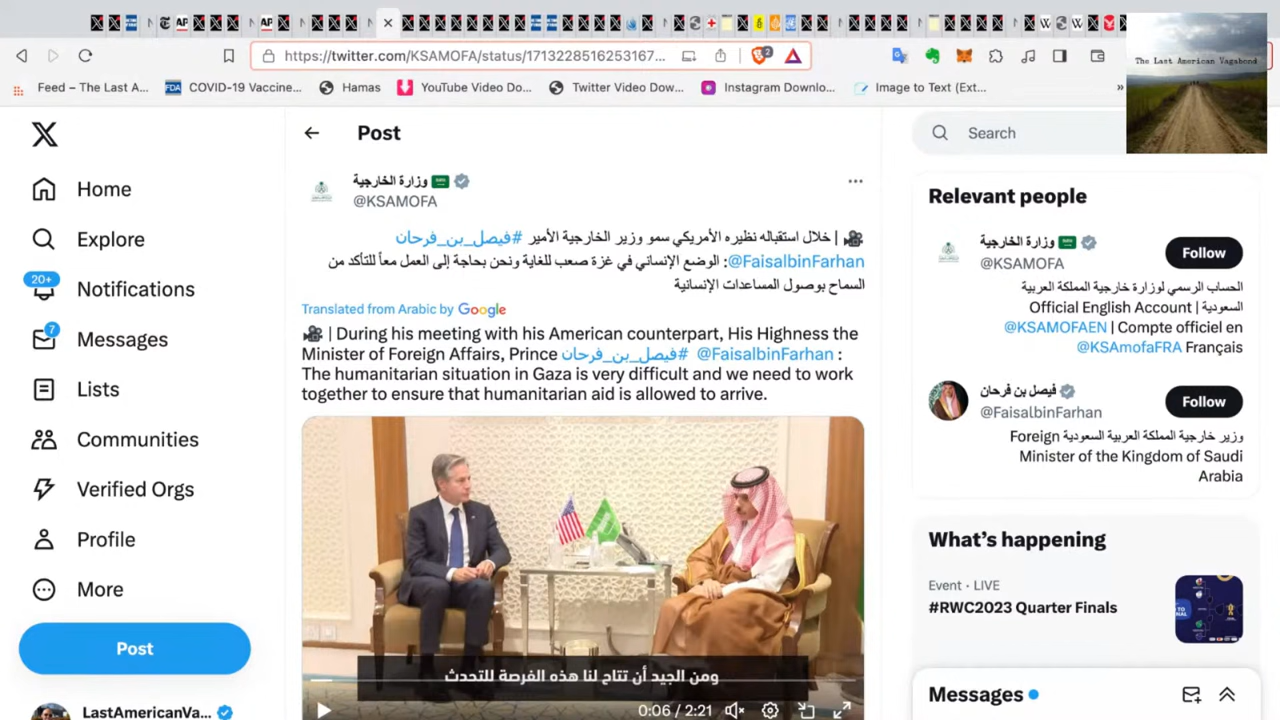 The Last American Vagabond
https://twitter.com/KSAMOFA/status/1713228516253167...
2
Feed – The Last A...
FDA
COVID-19 Vaccine...
Hamas
YouTube Video Do...
Twitter Video Dow...
Instagram Downlo...
Image to Text (Ext...
»
Home
Explore
20+
Notifications
7
Messages
Lists
Communities
Verified Orgs
Profile
More
Post
LastAmericanVa...
Post
وزارة الخارجية
@KSAMOFA
| خلال استقباله نظيره الأمريكي سمو وزير الخارجية الأمير #فيصل_بن_فرحان
@FaisalbinFarhan: الوضع الإنساني في غزة صعب للغاية ونحن بحاجة إلى العمل معاً للتأكد من
السماح بوصول المساعدات الإنسانية
Translated from Arabic by Google
| During his meeting with his American counterpart, His Highness the
Minister of Foreign Affairs, Prince #فيصل_بن_فرحان @FaisalbinFarhan :
The humanitarian situation in Gaza is very difficult and we need to work
together to ensure that humanitarian aid is allowed to arrive.
ومن الجيد أن تتاح لنا هذه الفرصة للتحدث
0:06 / 2:21
Search
Relevant people
وزارة الخارجية
@KSAMOFA
Follow
الحساب الرسمي لوزارة خارجية المملكة العربية
السعودية | Official English Account
@KSAMOFAEN | Compte officiel en
Français @KSAmofaFRA
فيصل بن فرحان
@FaisalbinFarhan
Follow
وزير خارجية المملكة العربية السعودية Foreign
Minister of the Kingdom of Saudi
Arabia
What's happening
Event · LIVE
#RWC2023 Quarter Finals
Messages